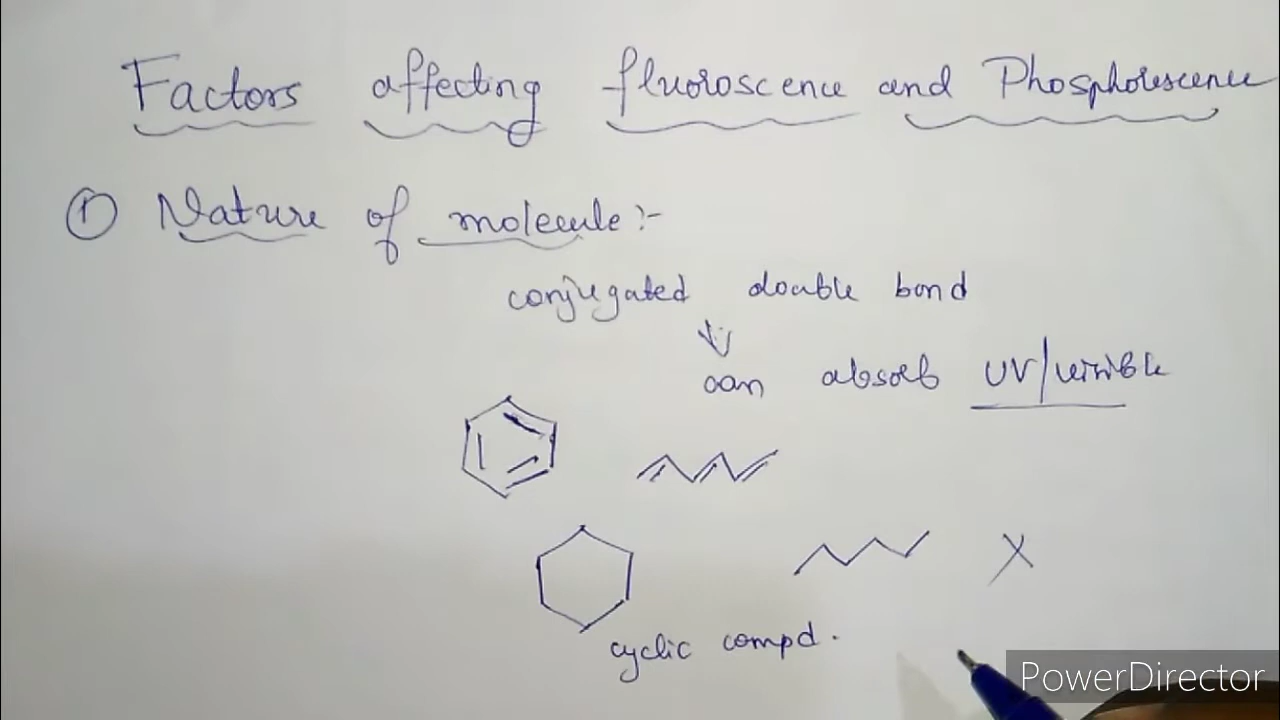 Factors affecting fluoroscence and Phosphorescence
① Nature of molecule :-
conjugated double bond
can absorb UV/visible
X
cyclic compd.
PowerDirector